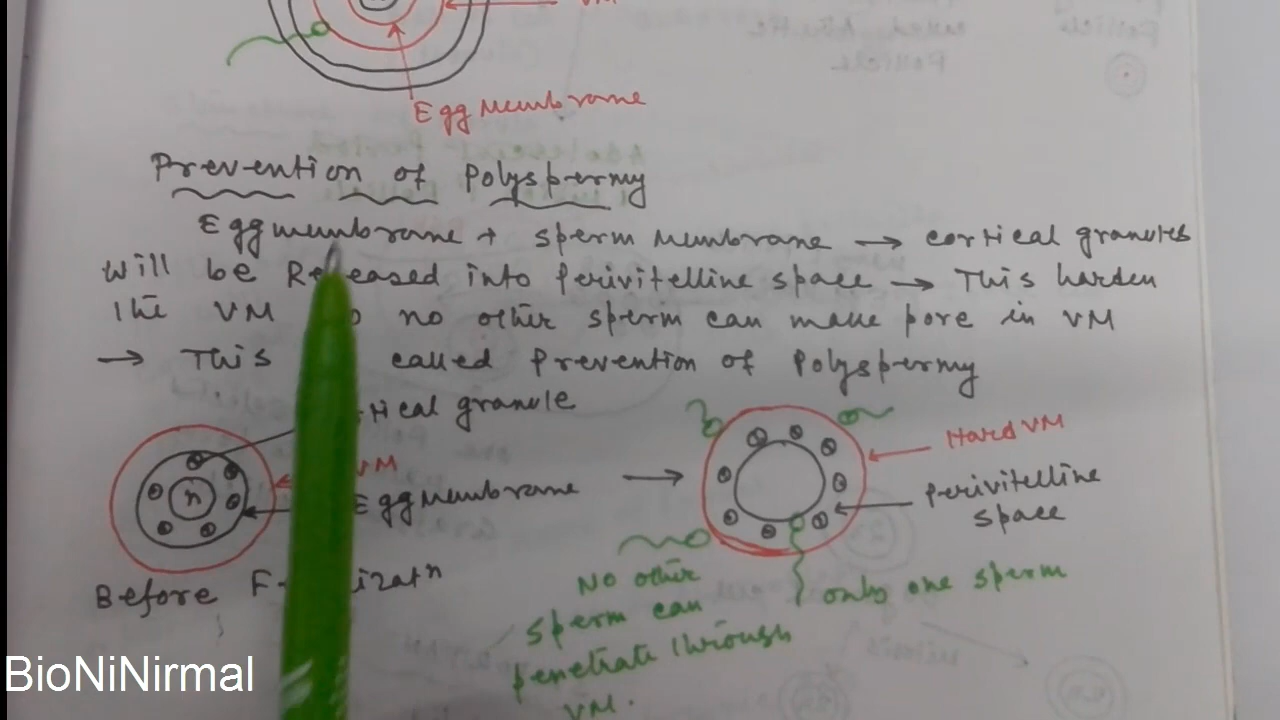 VM
Egg Membrane
Prevention of Polyspermy
Egg membrane + sperm Membrane → cortical granules
will be Released into Perivitelline space → This harden
The VM no other sperm can make pore in VM
→ This called Prevention of Polyspermy
granule
VM
Egg Membrane
Before
Hard VM
Perivitelline
space
No other
sperm can
penetrate through
VM.
only one sperm
BioNiNirmal